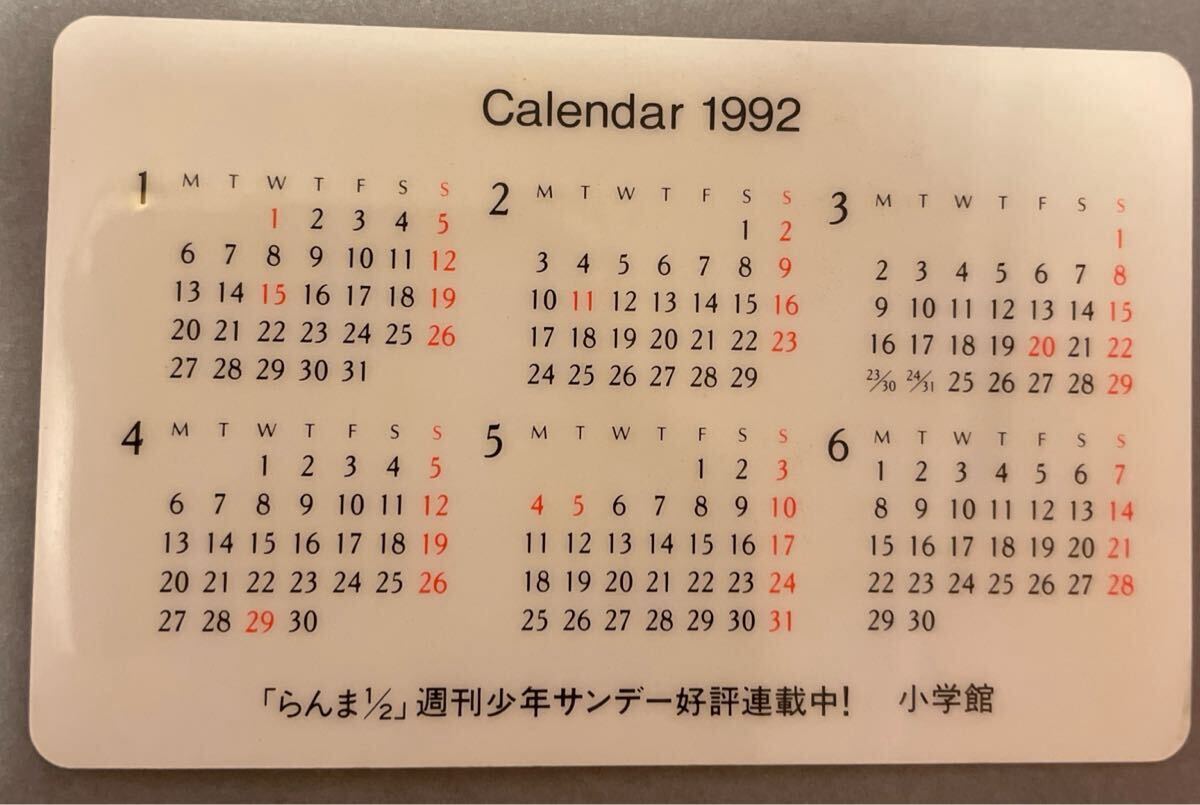 Calendar 1992
1
M T W T F S S
1 2 3 4 5
6 7 8 9 10 11 12
13 14 15 16 17 18 19
20 21 22 23 24 25 26
27 28 29 30 31
2
M T W T F S S
1 2
3 4 5 6 7 8 9
10 11 12 13 14 15 16
17 18 19 20 21 22 23
24 25 26 27 28 29
3
M T W T F S S
1
2 3 4 5 6 7 8
9 10 11 12 13 14 15
16 17 18 19 20 21 22
23/30 24/31 25 26 27 28 29
4
M T W T F S S
1 2 3 4 5
6 7 8 9 10 11 12
13 14 15 16 17 18 19
20 21 22 23 24 25 26
27 28 29 30
5
M T W T F S S
1 2 3
4 5 6 7 8 9 10
11 12 13 14 15 16 17
18 19 20 21 22 23 24
25 26 27 28 29 30 31
6
M T W T F S S
1 2 3 4 5 6 7
8 9 10 11 12 13 14
15 16 17 18 19 20 21
22 23 24 25 26 27 28
29 30
「らんま½」週刊少年サンデー好評連載中! 小学館